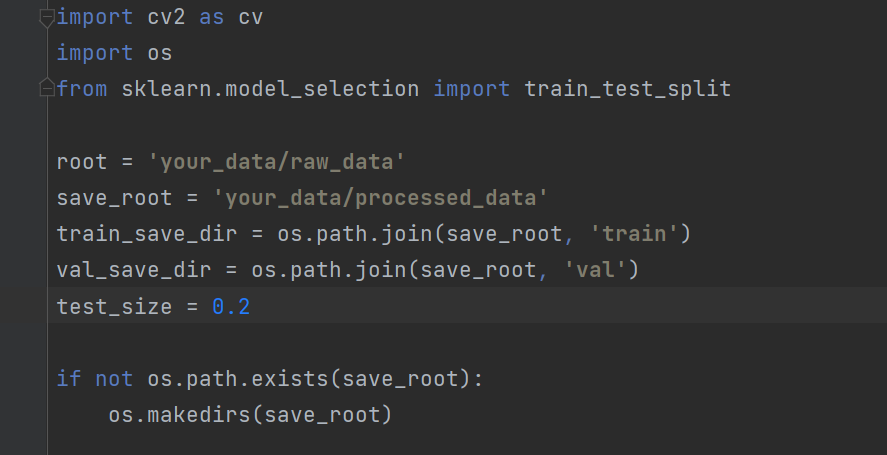 import cv2 as cv
import os
from sklearn.model_selection import train_test_split
root = 'your_data/raw_data'
save_root = 'your_data/processed_data'
train_save_dir = os.path.join(save_root, 'train')
val_save_dir = os.path.join(save_root, 'val')
test_size = 0.2
if not os.path.exists(save_root):
    os.makedirs(save_root)